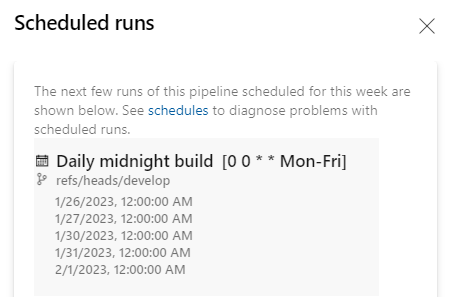 Scheduled runs
The next few runs of this pipeline scheduled for this week are
shown below. See schedules to diagnose problems with
scheduled runs.
Daily midnight build [0 0 * * Mon-Fri]
refs/heads/develop
1/26/2023, 12:00:00 AM
1/27/2023, 12:00:00 AM
1/30/2023, 12:00:00 AM
1/31/2023, 12:00:00 AM
2/1/2023, 12:00:00 AM